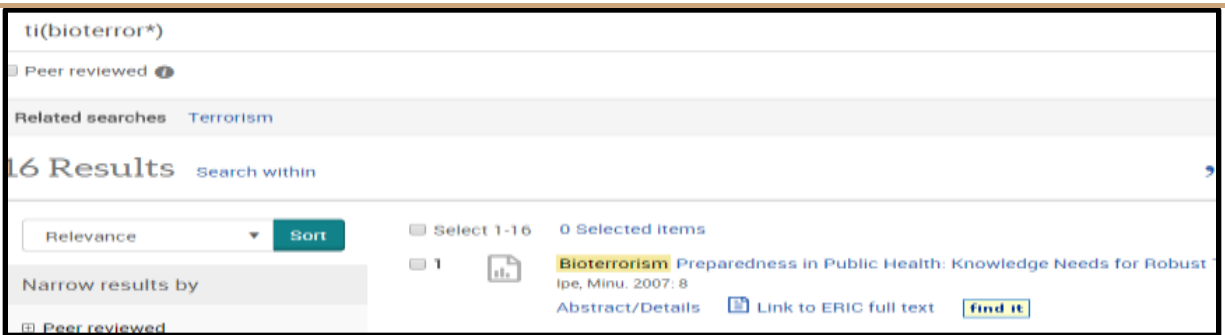 ti(bioterror*)
Peer reviewed
Related searches Terrorism
16 Results Search within
Relevance Sort
Select 1-16 0 Selected items
1 Bioterrorism Preparedness in Public Health: Knowledge Needs for Robust
Ipe, Minu. 2007: 8
Narrow results by
Abstract/Details Link to ERIC full text find it
Peer reviewed